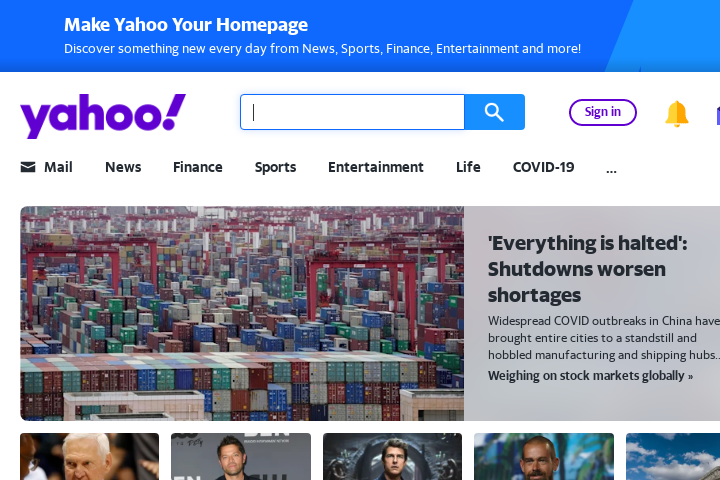 Make Yahoo Your Homepage
Discover something new every day from News, Sports, Finance, Entertainment and more!
yahoo!
Sign in
Mail News Finance Sports Entertainment Life COVID-19 ...
'Everything is halted':
Shutdowns worsen
shortages
Widespread COVID outbreaks in China have
brought entire cities to a standstill and
hobbled manufacturing and shipping hubs...
Weighing on stock markets globally »